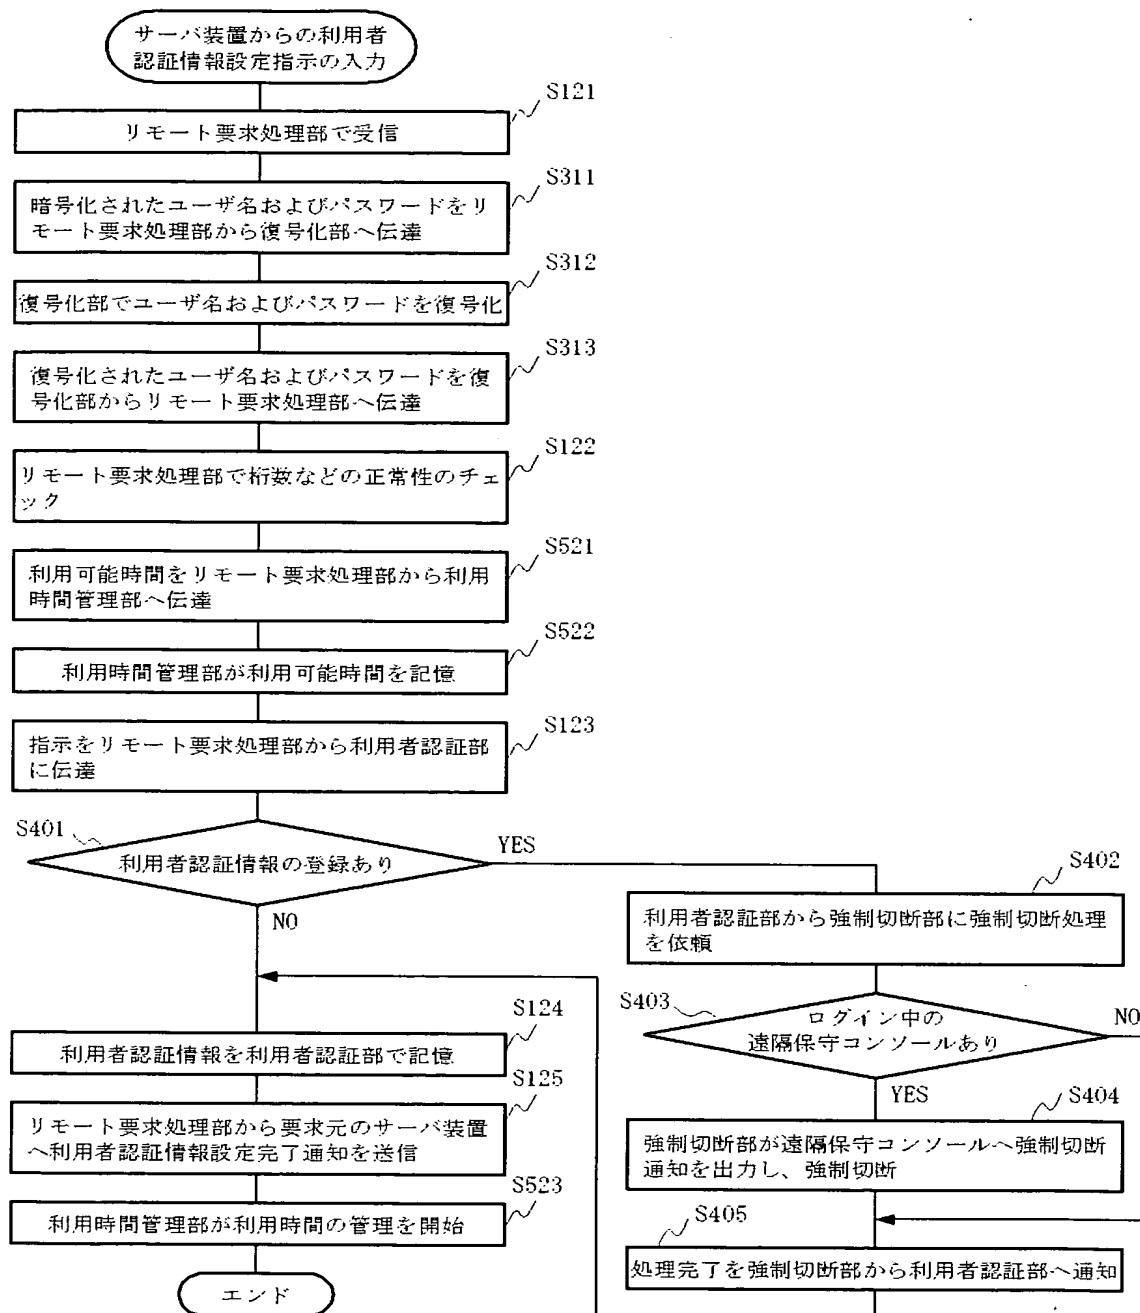 サーバ装置からの利用者
認証情報設定指示の入力
S121
リモート要求処理部で受信
S311
暗号化されたユーザ名およびパスワードをリ
モート要求処理部から復号化部へ伝達
S312
復号化部でユーザ名およびパスワードを復号化
S313
復号化されたユーザ名およびパスワードを復
号化部からリモート要求処理部へ伝達
S122
リモート要求処理部で桁数などの正常性のチェ
ック
S521
利用可能時間をリモート要求処理部から利用
時間管理部へ伝達
S522
利用時間管理部が利用可能時間を記憶
S123
指示をリモート要求処理部から利用者認証部
に伝達
S401
利用者認証情報の登録あり
YES
NO
S402
利用者認証部から強制切断部に強制切断処理
を依頼
S403
ログイン中の
遠隔保守コンソールあり
NO
YES
S404
強制切断部が遠隔保守コンソールへ強制切断
通知を出力し、強制切断
S405
処理完了を強制切断部から利用者認証部へ通知
S124
利用者認証情報を利用者認証部で記憶
S125
リモート要求処理部から要求元のサーバ装置
へ利用者認証情報設定完了通知を送信
S523
利用時間管理部が利用時間の管理を開始
エンド